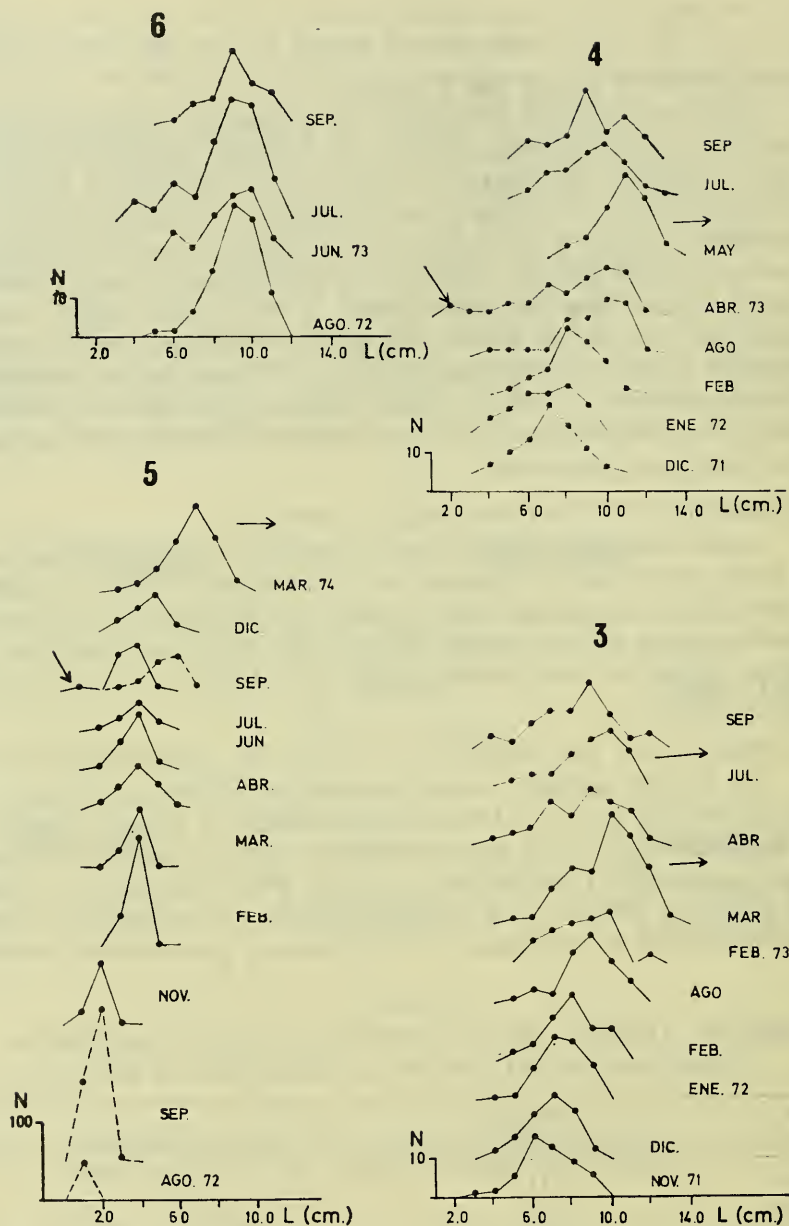 6
SEP.
JUL.
JUN. 73
N
10
AGO. 72
2.0 6.0 10.0 14.0 L (cm.)
4
SEP
JUL.
MAY
ABR. 73
AGO
FEB
ENE 72
N
10
DIC. 71
2.0 6.0 10.0 14.0 L (cm.)
5
MAR. 74
DIC.
SEP.
JUL.
JUN
ABR.
MAR.
FEB.
NOV.
N
100
SEP.
AGO. 72
2.0 6.0 10.0 L (cm.)
3
SEP
JUL.
ABR
MAR
FEB. 73
AGO
FEB.
ENE. 72
DIC.
N
10
NOV. 71
2.0 6.0 10.0 14.0 L (cm.)